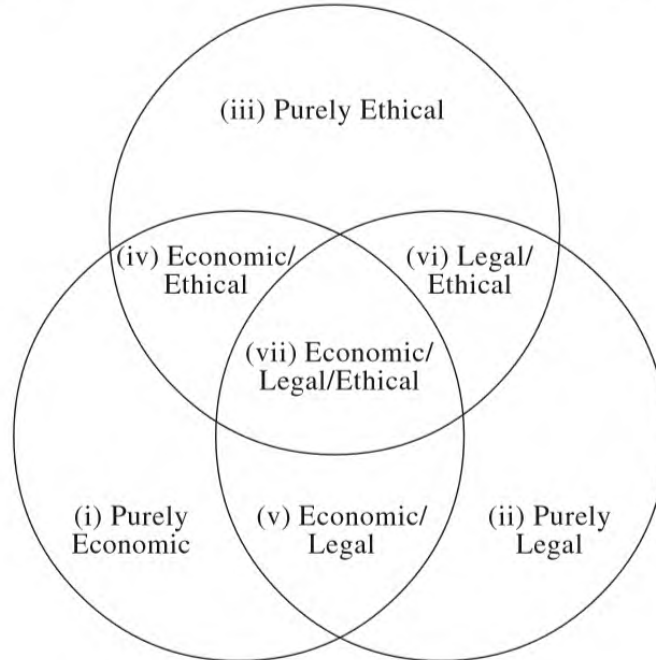 (iii) Purely Ethical
(iv) Economic/
Ethical
(vi) Legal/
Ethical
(vii) Economic/
Legal/Ethical
(i) Purely
Economic
(v) Economic/
Legal
(ii) Purely
Legal